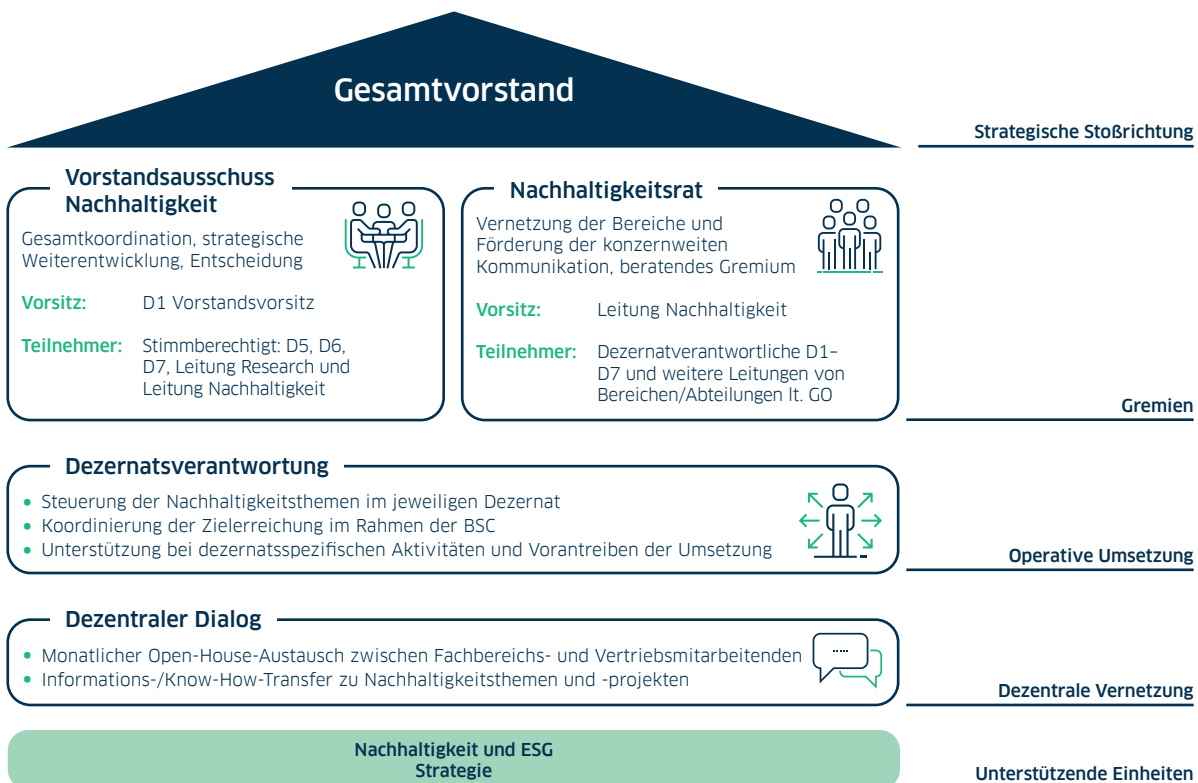 Gesamtvorstand
Strategische Stoßrichtung
Vorstandsausschuss
Nachhaltigkeit
Gesamtkoordination, strategische
Weiterentwicklung, Entscheidung
Vorsitz: D1 Vorstandsvorsitz
Teilnehmer: Stimmberechtigt: D5, D6,
D7, Leitung Research und
Leitung Nachhaltigkeit
Nachhaltigkeitsrat
Vernetzung der Bereiche und
Förderung der konzernweiten
Kommunikation, beratendes Gremium
Vorsitz: Leitung Nachhaltigkeit
Teilnehmer: Dezernatverantwortliche D1–
D7 und weitere Leitungen von
Bereichen/Abteilungen lt. GO
Gremien
Dezernatsverantwortung
• Steuerung der Nachhaltigkeitsthemen im jeweiligen Dezernat
• Koordinierung der Zielerreichung im Rahmen der BSC
• Unterstützung bei dezernatsspezifischen Aktivitäten und Vorantreiben der Umsetzung
Operative Umsetzung
Dezentraler Dialog
• Monatlicher Open-House-Austausch zwischen Fachbereichs- und Vertriebsmitarbeitenden
• Informations-/Know-How-Transfer zu Nachhaltigkeitsthemen und -projekten
Dezentrale Vernetzung
Nachhaltigkeit und ESG
Strategie
Unterstützende Einheiten